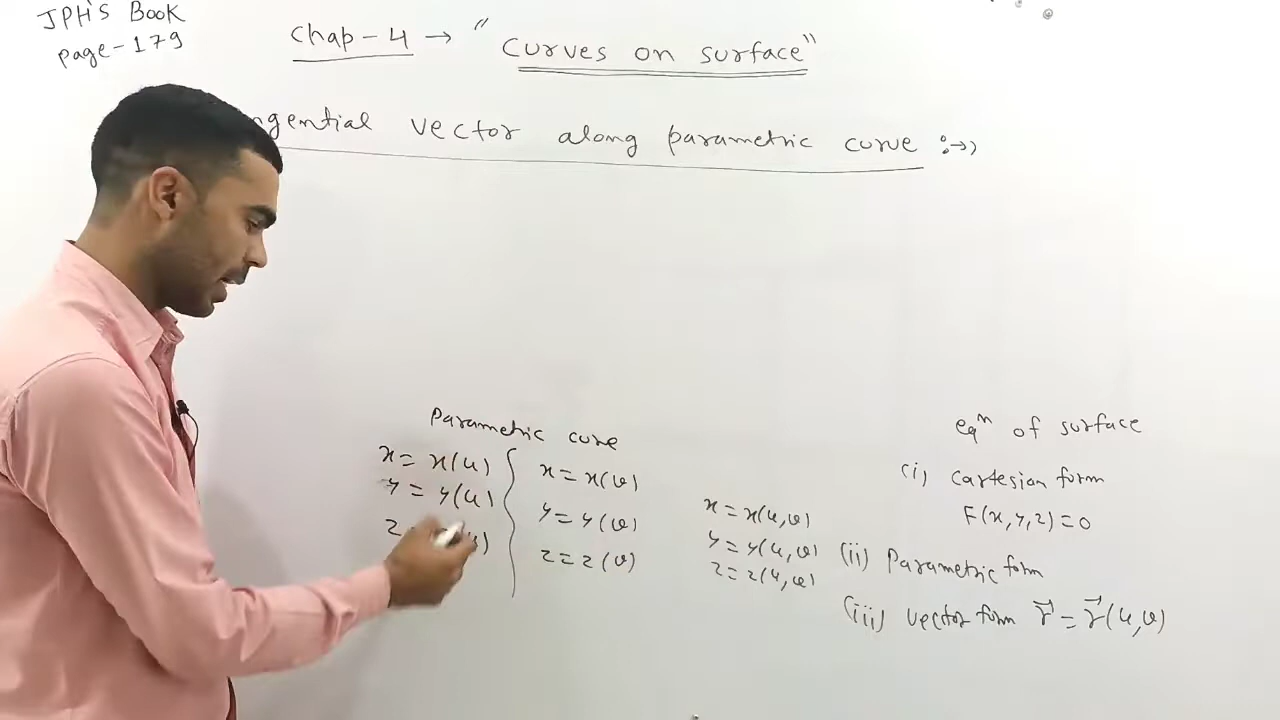 JPH'S Book
page-179
Chap-4 → "Curves on surface"
ngential vector along parametric curve :→)
Parametric curve
x = x(u)
y = y(u)
z = u)
x = x(v)
y = y(v)
z = z(v)
x = x(u,v)
y = y(u,v)
z = z(u,v)
eqⁿ of surface
(i) Cartesian form
F(x,y,z)=0
(ii) Parametric form
(iii) Vector form r⃗ = r⃗(u,v)